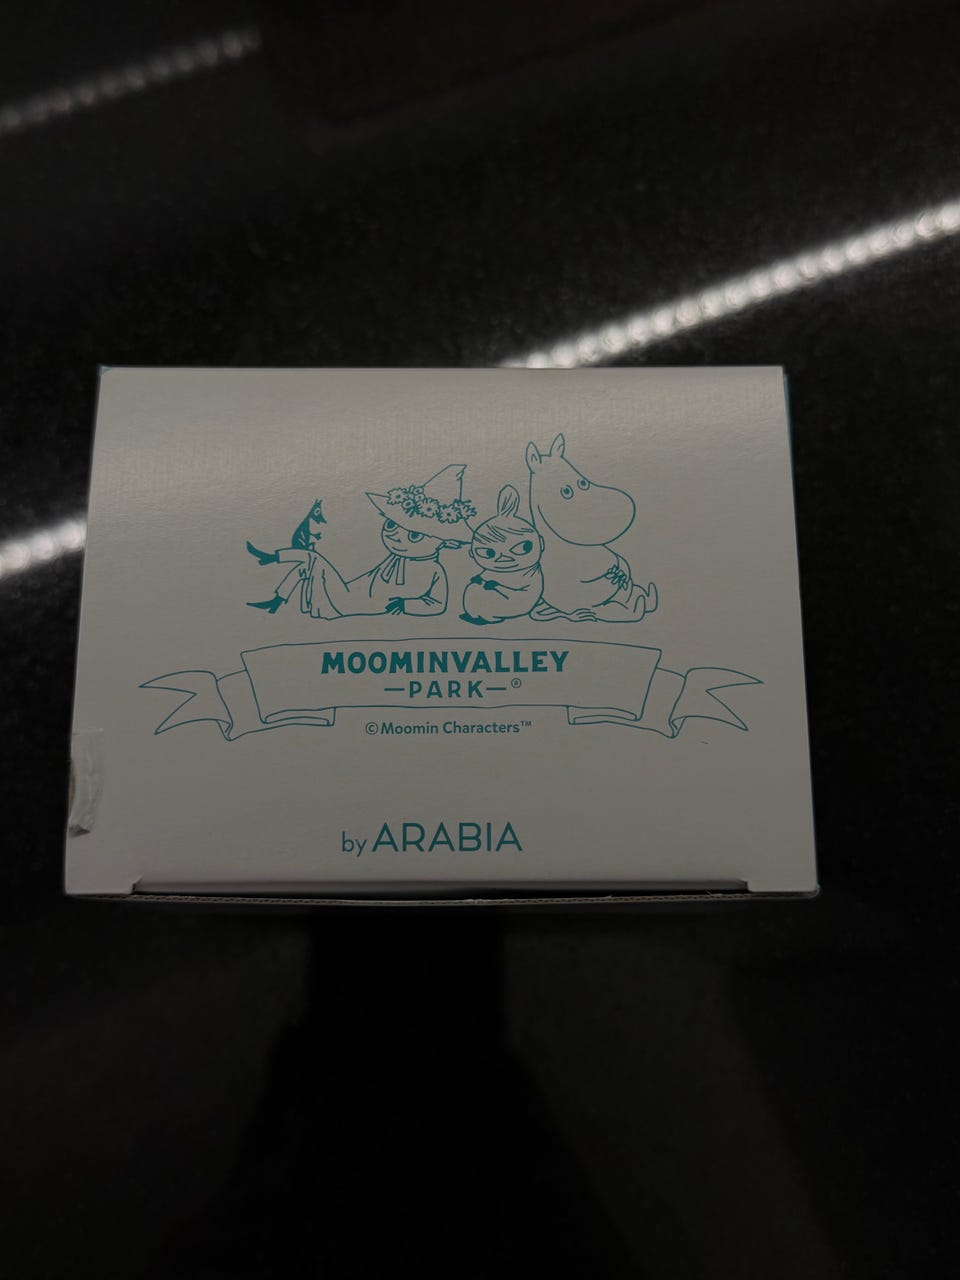 MOOMINVALLEY
—PARK—®
©Moomin Characters™
by ARABIA